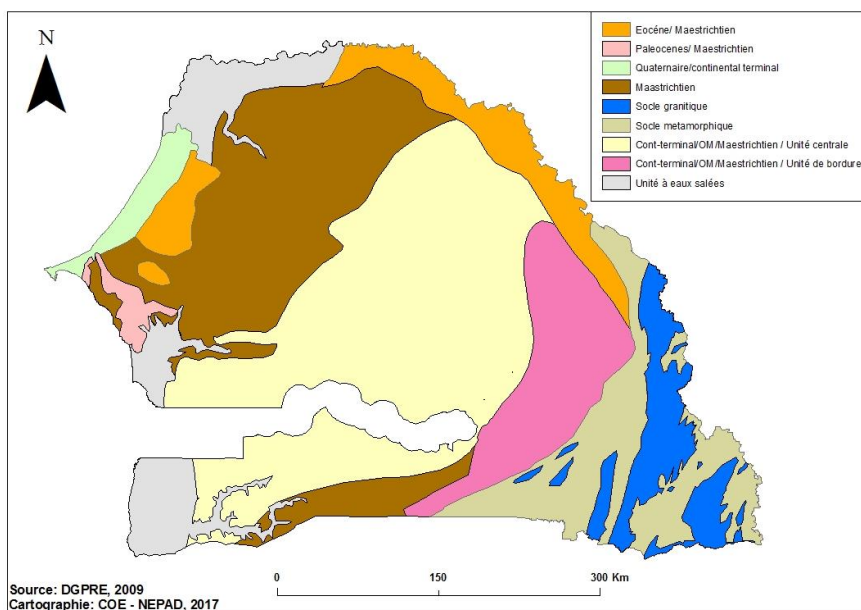 N
Eocéne/ Maestrichtien
Paleocenes/ Maestrichtien
Quaternaire/continental terminal
Maastrichtien
Socle granitique
Socle metamorphique
Cont-terminal/OM/Maestrichtien / Unité centrale
Cont-terminal/OM/Maestrichtien / Unité de bordure
Unité à eaux salées
Source: DGPRE, 2009
Cartographie: COE - NEPAD, 2017
0 150 300 Km